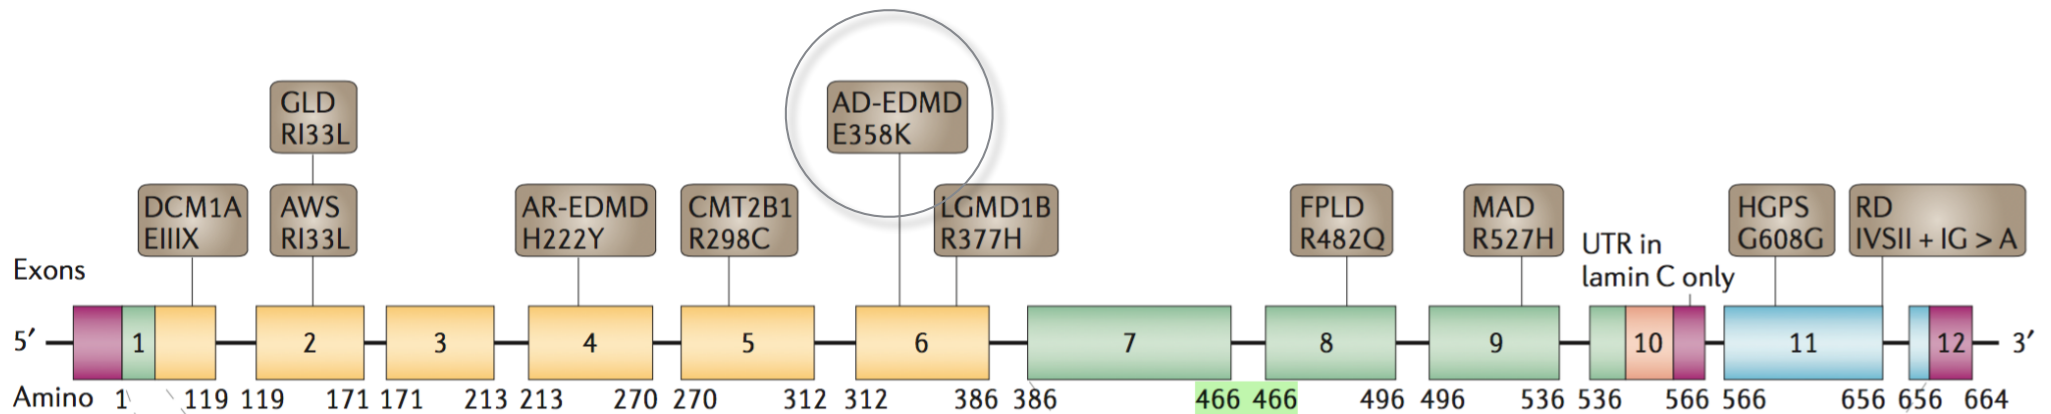 GLD
RI33L
AD-EDMD
E358K
DCM1A
EIIIX
AWS
RI33L
AR-EDMD
H222Y
CMT2B1
R298C
LGMD1B
R377H
FPLD
R482Q
MAD
R527H
HGPS
G608G
RD
IVSII + IG > A
UTR in
lamin C only
Exons
5′ 1 2 3 4 5 6 7 8 9 10 11 12 3′
Amino 1 119 119 171 171 213 213 270 270 312 312 386 386 466 466 496 496 536 536 566 566 656 656 664